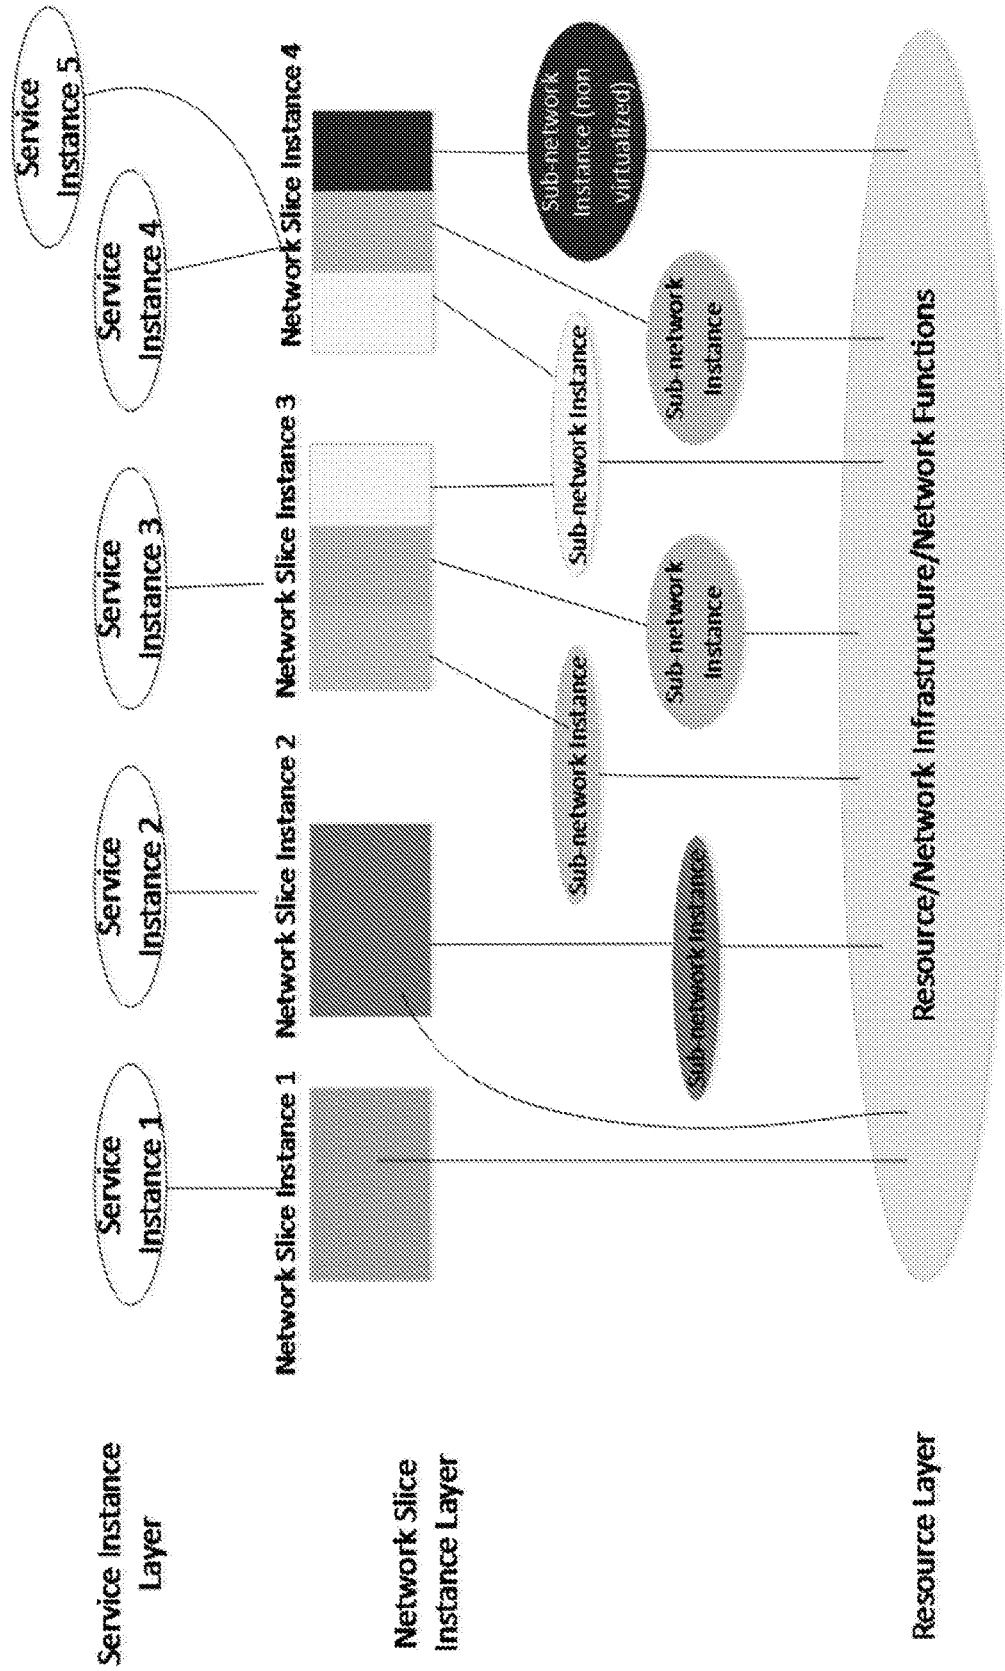 Service Instance
Layer
Service
Instance 1
Service
Instance 2
Service
Instance 3
Service
Instance 4
Service
Instance 5
Network Slice
Instance Layer
Network Slice Instance 1
Network Slice Instance 2
Network Slice Instance 3
Network Slice Instance 4
Sub-network Instance
Sub-network Instance
Sub-network
Instance
Sub-network Instance
Sub-network
Instance
Sub-network
Instance (non
virtualized)
Resource Layer
Resource/Network Infrastructure/Network Functions